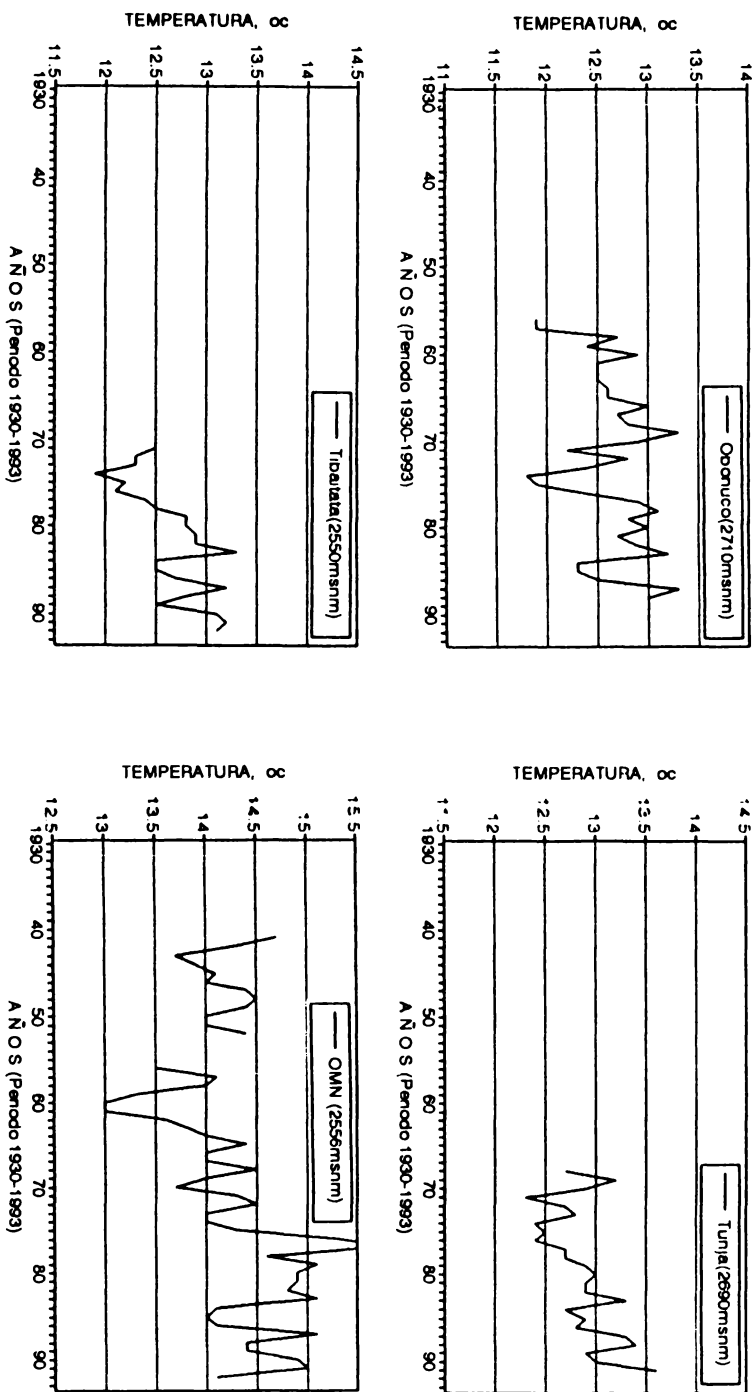 TEMPERATURA, oc
14
13.5
13
12.5
12
11.5
11
1930 40 50 60 70 80 90
A Ñ O S (Periodo 1930-1993)
Obonuco(2710msnm)
TEMPERATURA, oc
14.5
14
13.5
13
12.5
12
11.5
1930 40 50 60 70 80 90
A Ñ O S (Periodo 1930-1993)
Tunja(2690msnm)
TEMPERATURA, oc
14.5
14
13.5
13
12.5
12
11.5
1930 40 50 60 70 80 90
A Ñ O S (Periodo 1930-1993)
Tibaitata(2550msnm)
TEMPERATURA, oc
15.5
15
14.5
14
13.5
13
12.5
1930 40 50 60 70 80 90
A Ñ O S (Periodo 1930-1993)
OMN (2556msnm)